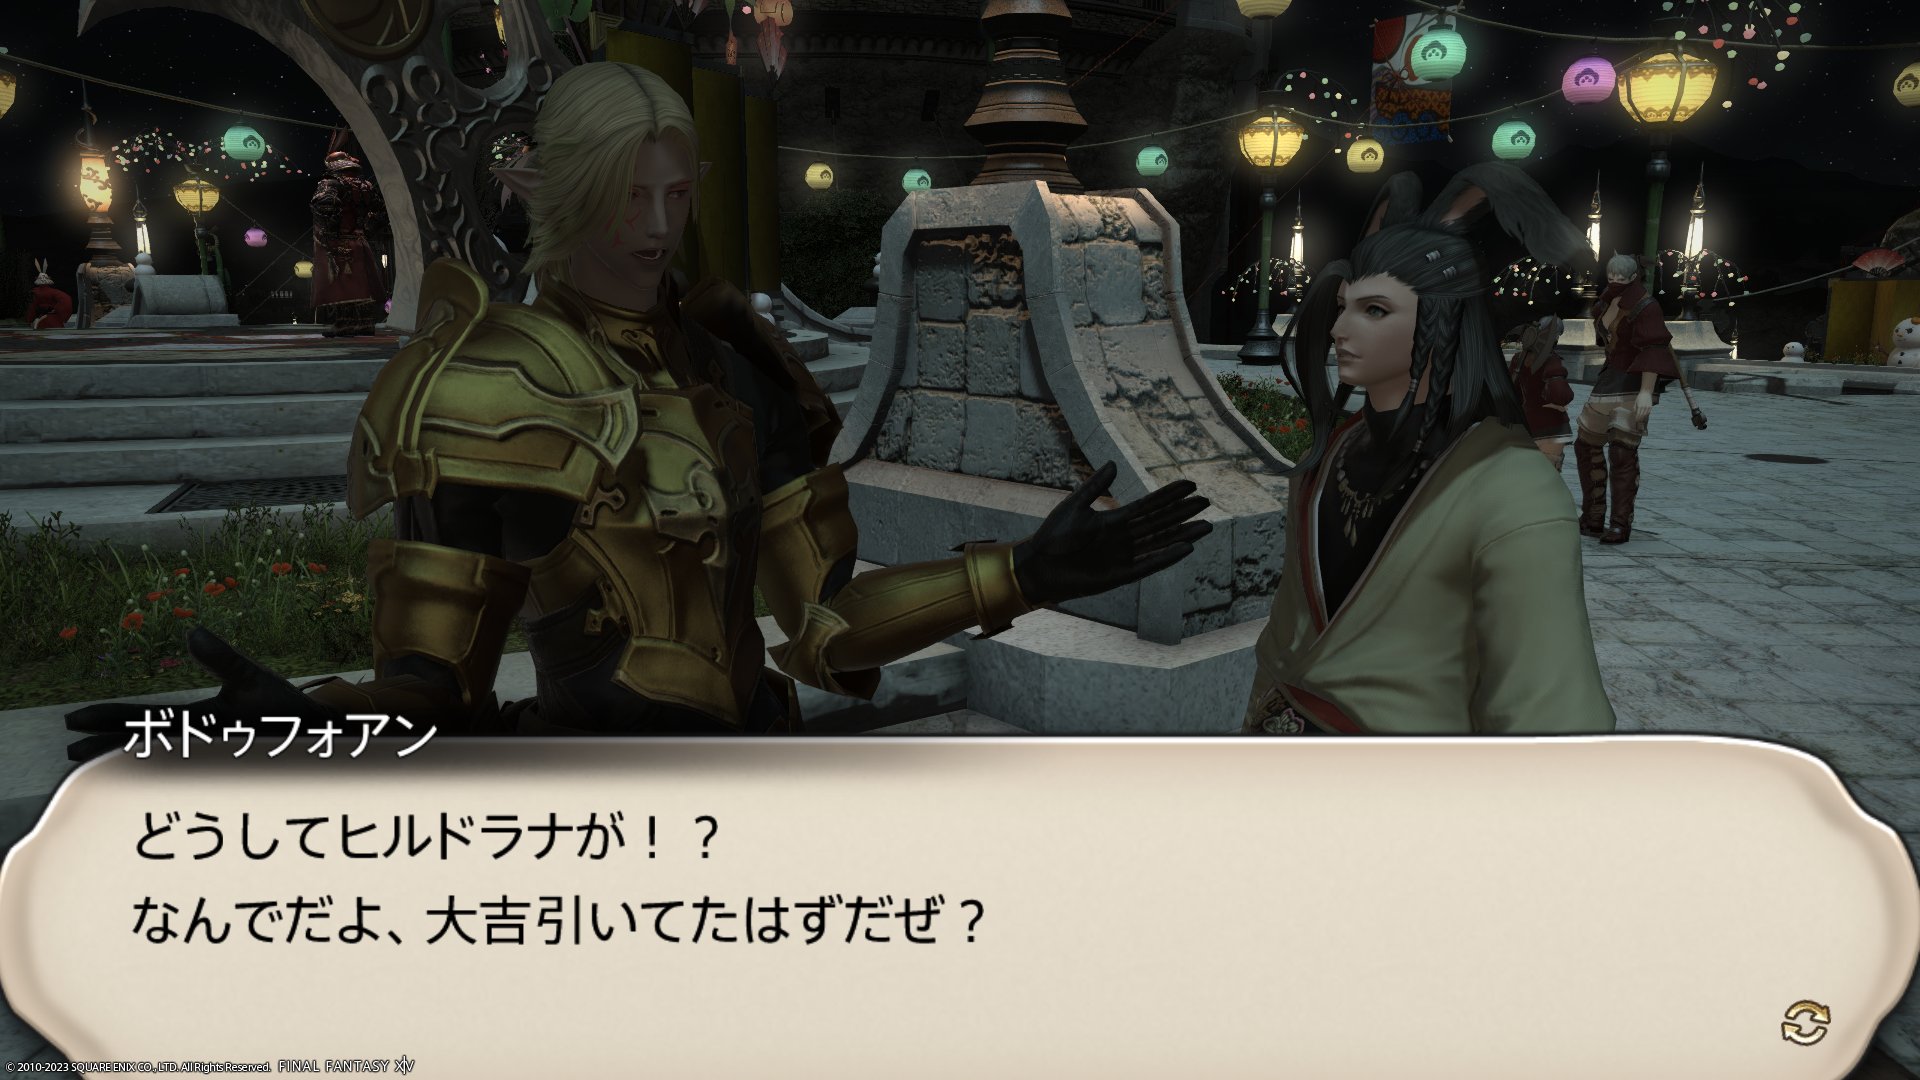 ボドゥフォアン
どうしてヒルドラナが！？
なんでだよ、大吉引いてたはずだぜ？
© 2010-2023 SQUARE ENIX CO., LTD. All Rights Reserved. FINAL FANTASY XIV